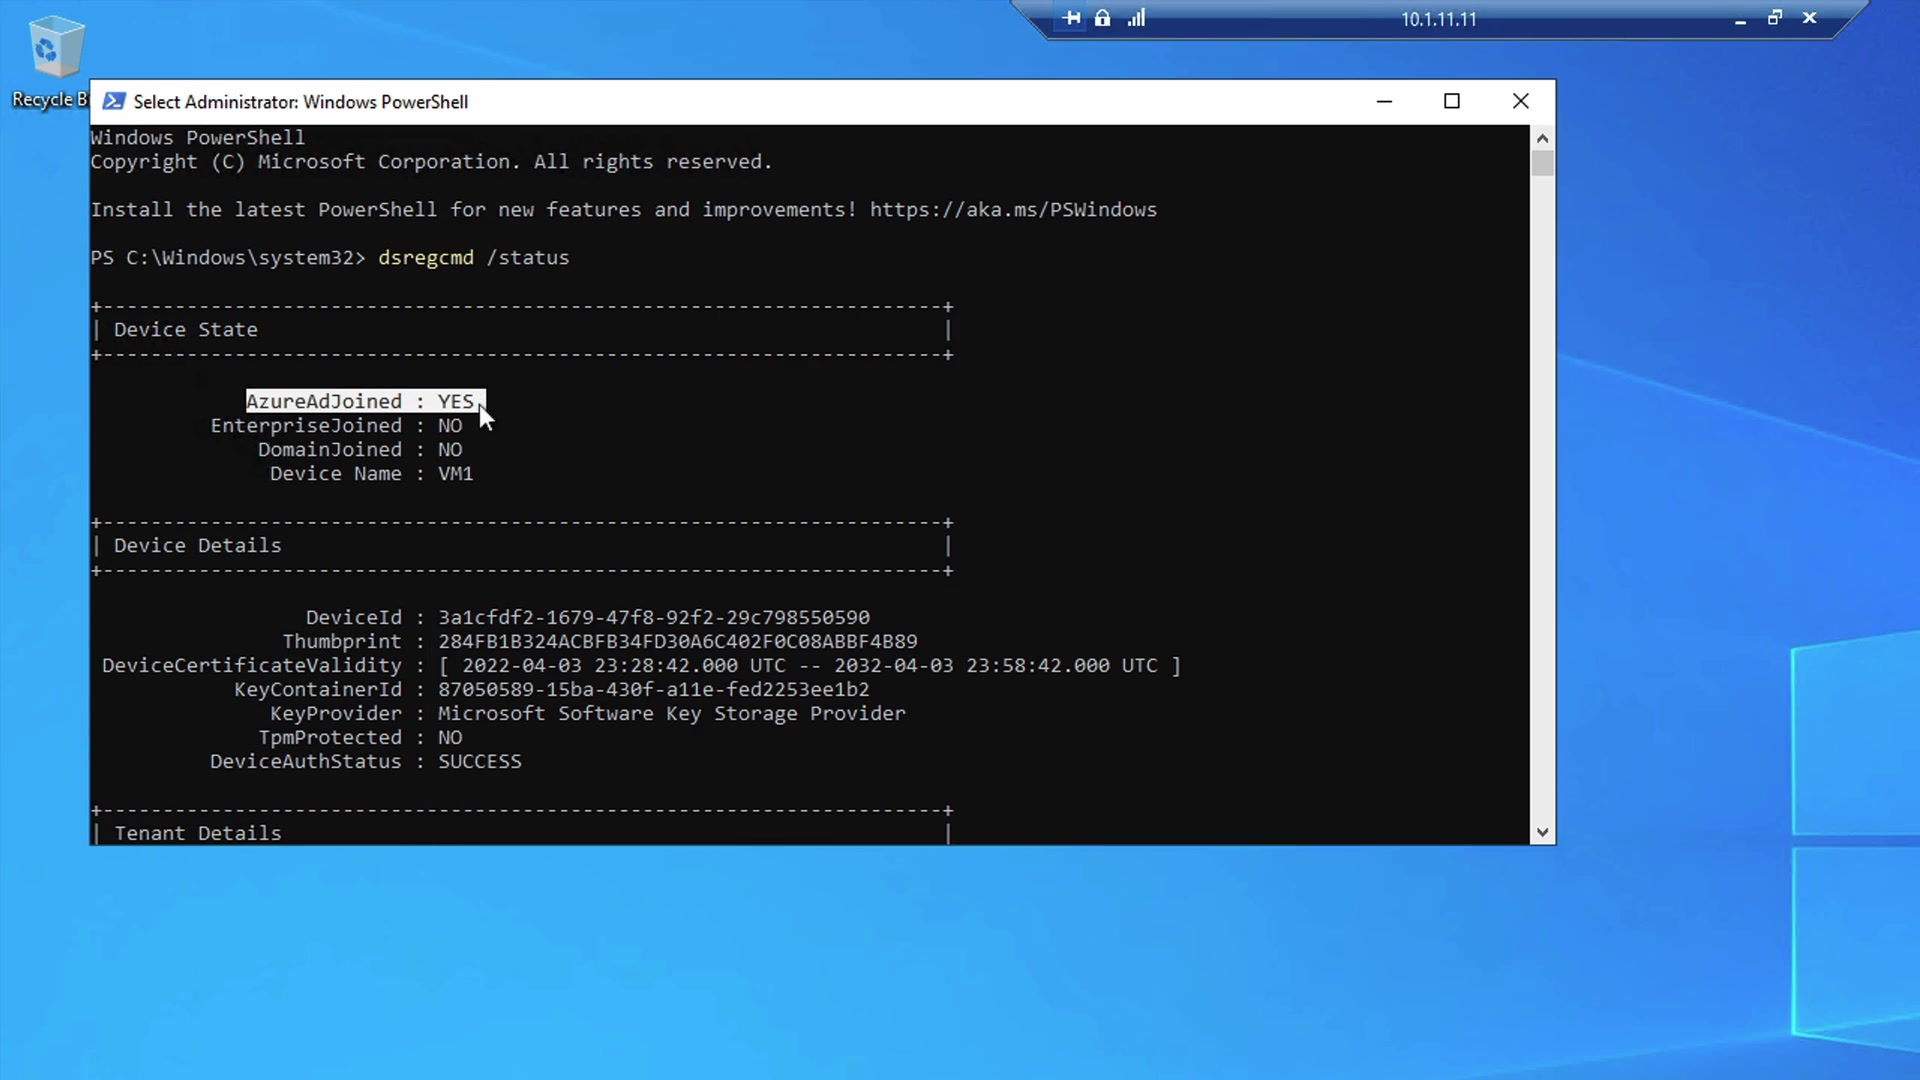 10.1.11.11
Recycle B
Select Administrator: Windows PowerShell
Windows PowerShell
Copyright (C) Microsoft Corporation. All rights reserved.
Install the latest PowerShell for new features and improvements! https://aka.ms/PSWindows
PS C:\Windows\system32> dsregcmd /status
+----------------------------------------------------------------------+
| Device State                                                         |
+----------------------------------------------------------------------+
AzureAdJoined : YES
EnterpriseJoined : NO
DomainJoined : NO
Device Name : VM1
+----------------------------------------------------------------------+
| Device Details                                                       |
+----------------------------------------------------------------------+
DeviceId : 3a1cfdf2-1679-47f8-92f2-29c798550590
Thumbprint : 284FB1B324ACBFB34FD30A6C402F0C08ABBF4B89
DeviceCertificateValidity : [ 2022-04-03 23:28:42.000 UTC -- 2032-04-03 23:58:42.000 UTC ]
KeyContainerId : 87050589-15ba-430f-a11e-fed2253ee1b2
KeyProvider : Microsoft Software Key Storage Provider
TpmProtected : NO
DeviceAuthStatus : SUCCESS
+----------------------------------------------------------------------+
| Tenant Details                                                       |